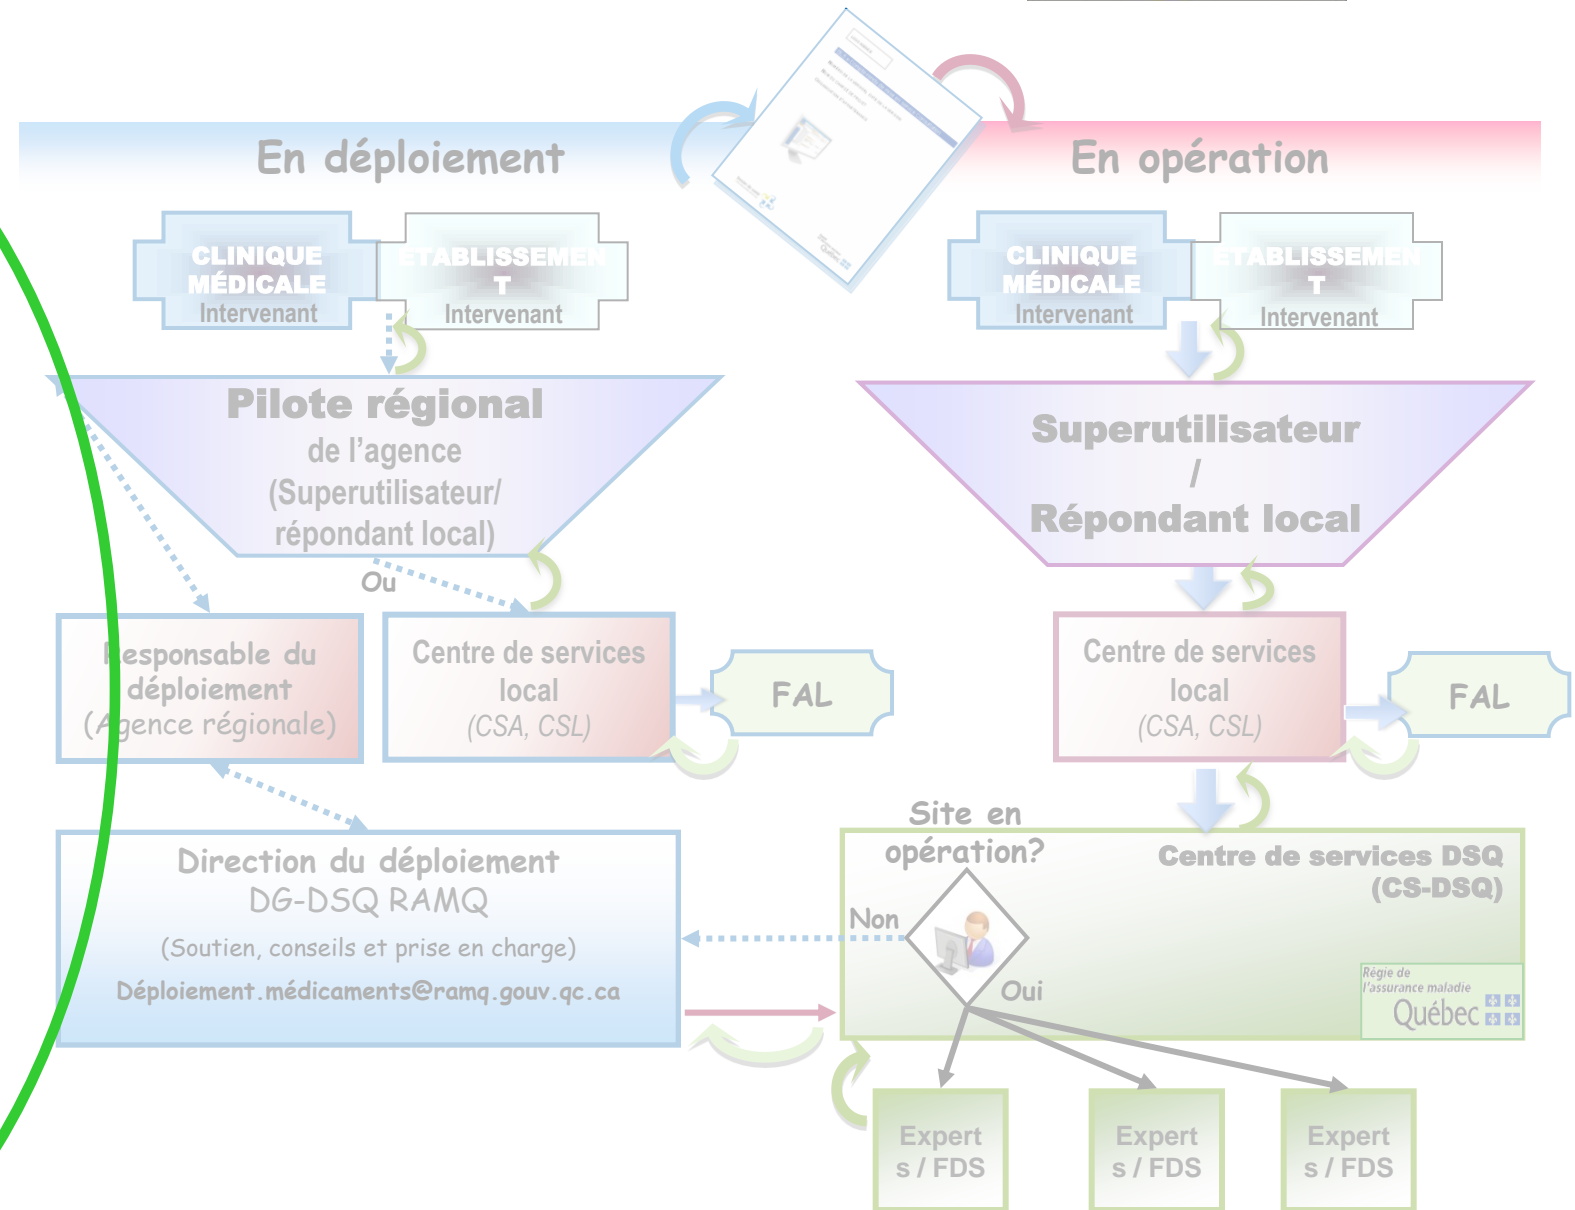 En déploiement
En opération
CLINIQUE
MÉDICALE
Intervenant
ÉTABLISSEMEN
T
Intervenant
CLINIQUE
MÉDICALE
Intervenant
ÉTABLISSEMEN
T
Intervenant
Pilote régional
de l’agence
(Superutilisateur/
répondant local)
Superutilisateur
/
Répondant local
Ou
Responsable du
déploiement
(Agence régionale)
Centre de services
local
(CSA, CSL)
FAL
Centre de services
local
(CSA, CSL)
FAL
Direction du déploiement
DG-DSQ RAMQ
(Soutien, conseils et prise en charge)
Déploiement.médicaments@ramq.gouv.qc.ca
Site en
opération?
Non
Oui
Centre de services DSQ
(CS-DSQ)
Régie de
l’assurance maladie
Québec
Expert
s / FDS
Expert
s / FDS
Expert
s / FDS